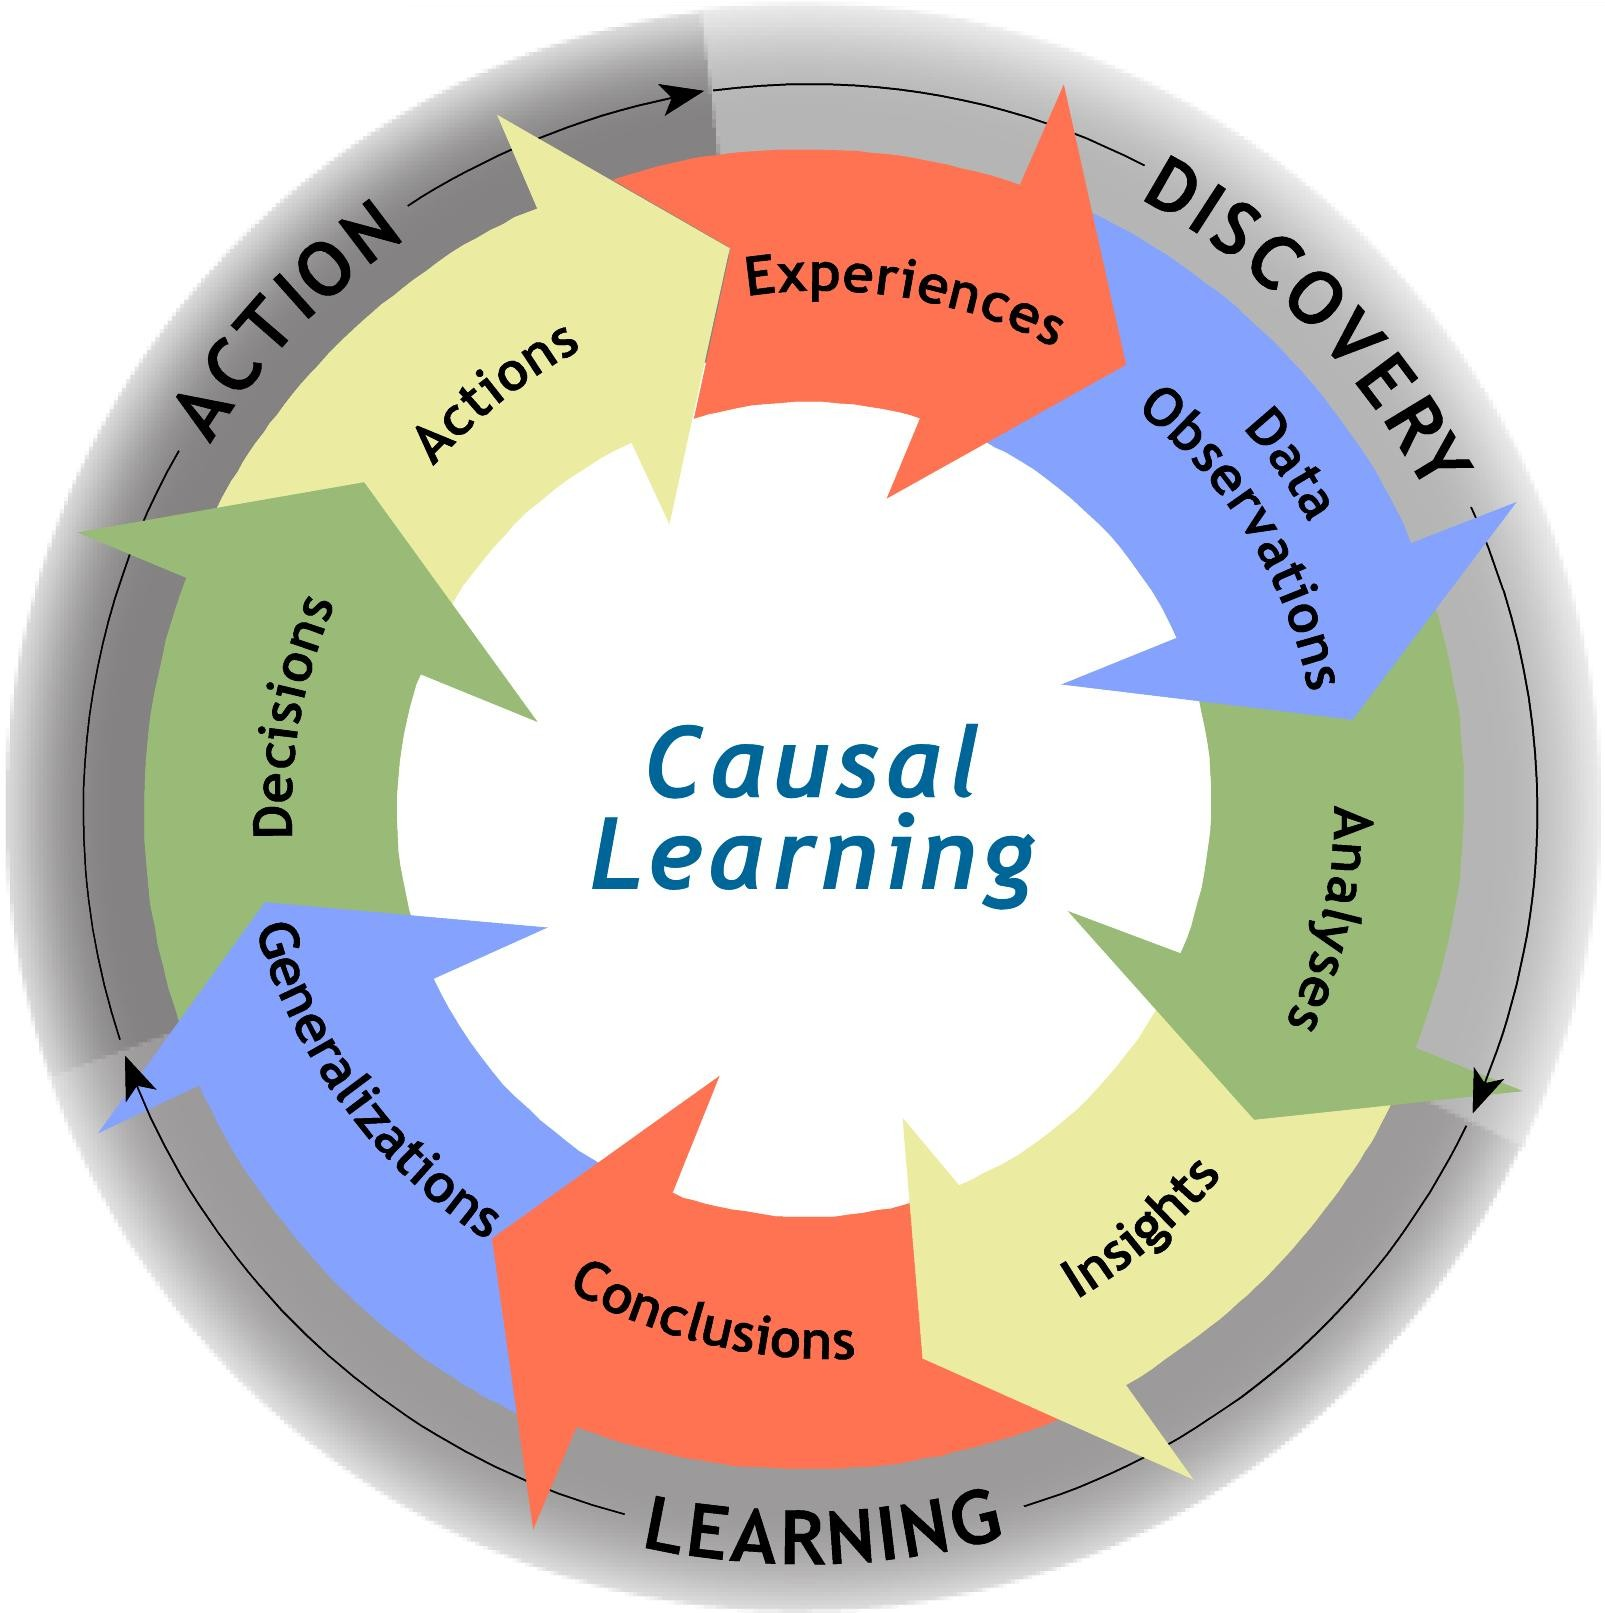 DISCOVERY
Experiences
Data
Observations
Analyses
LEARNING
Insights
Conclusions
Generalizations
ACTION
Decisions
Actions
Causal
Learning